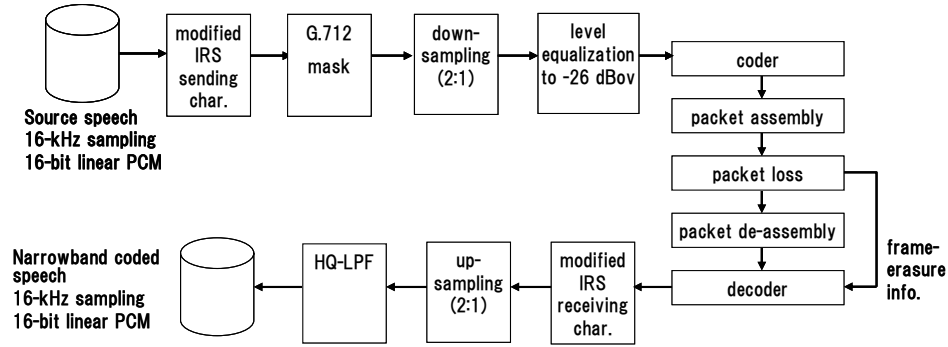 Source speech
16-kHz sampling
16-bit linear PCM
modified
IRS
sending
char.
G.712
mask
down-
sampling
(2:1)
level
equalization
to -26 dBov
coder
packet assembly
packet loss
packet de-assembly
decoder
frame-
erasure
info.
modified
IRS
receiving
char.
up-
sampling
(2:1)
HQ-LPF
Narrowband coded
speech
16-kHz sampling
16-bit linear PCM